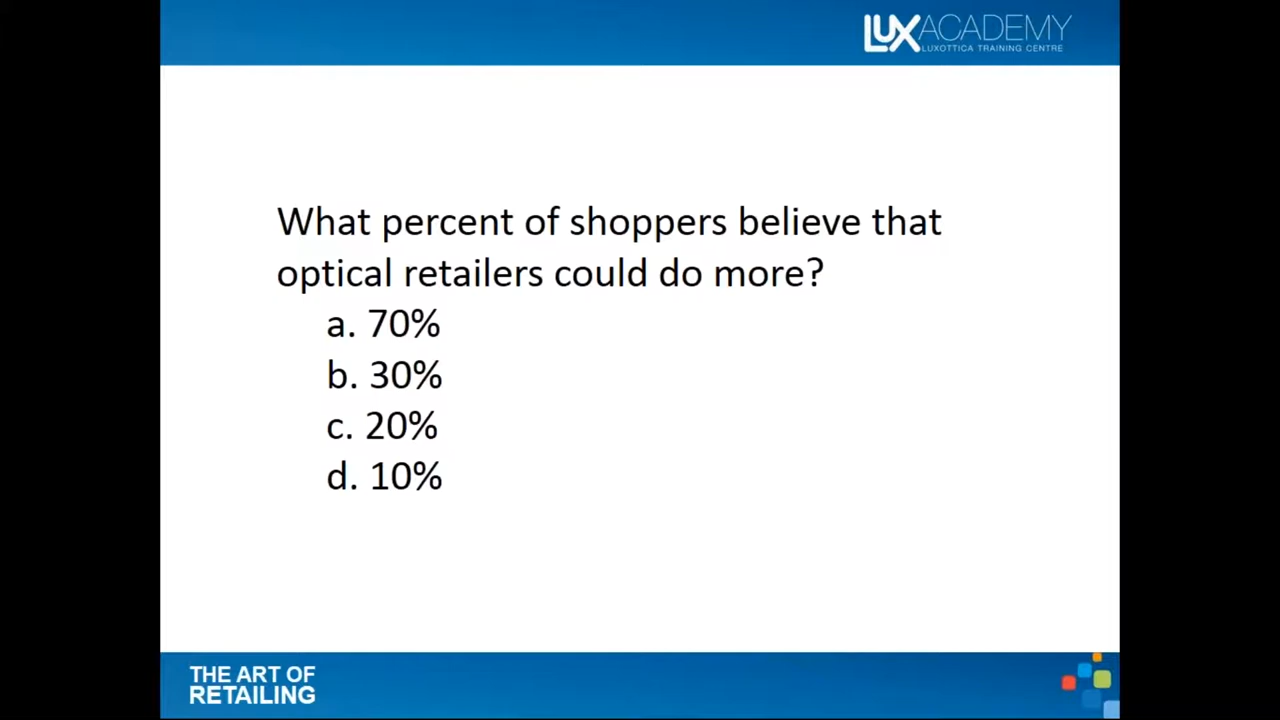 LUXACADEMY
LUXOTTICA TRAINING CENTRE
What percent of shoppers believe that
optical retailers could do more?
a. 70%
b. 30%
c. 20%
d. 10%
THE ART OF
RETAILING